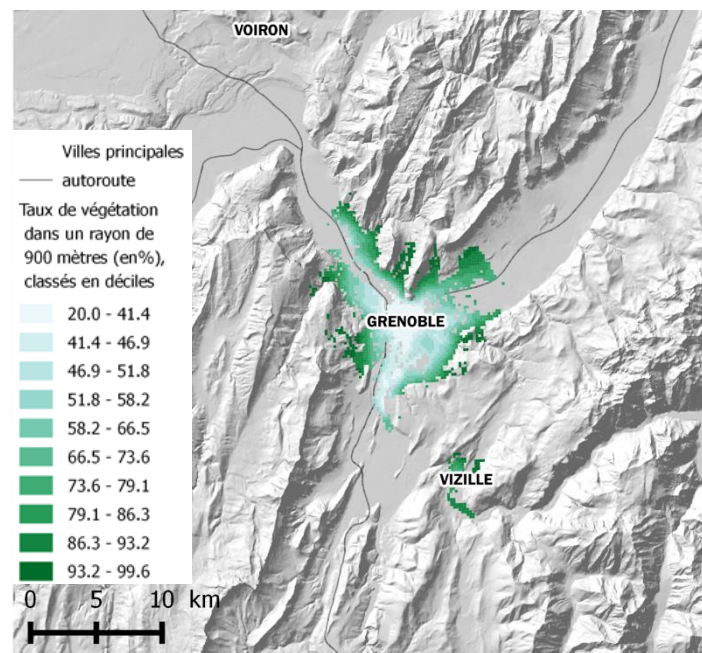 VOIRON
Villes principales
autoroute
Taux de végétation
dans un rayon de
900 mètres (en%),
classés en déciles
20.0 - 41.4
41.4 - 46.9
46.9 - 51.8
51.8 - 58.2
58.2 - 66.5
66.5 - 73.6
73.6 - 79.1
79.1 - 86.3
86.3 - 93.2
93.2 - 99.6
GRENOBLE
VIZILLE
0 5 10 km